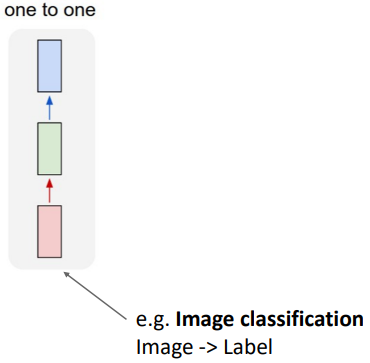 one to one
e.g. Image classification
Image -> Label